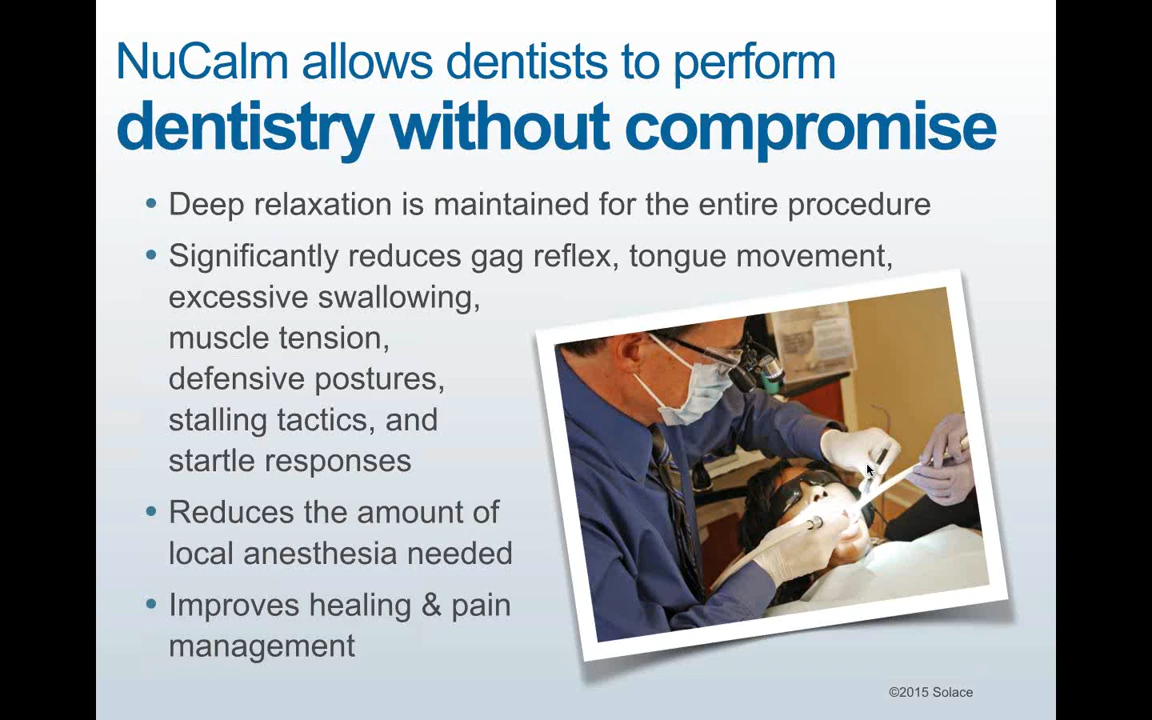 NuCalm allows dentists to perform
dentistry without compromise
• Deep relaxation is maintained for the entire procedure
• Significantly reduces gag reflex, tongue movement,
excessive swallowing,
muscle tension,
defensive postures,
stalling tactics, and
startle responses
• Reduces the amount of
local anesthesia needed
• Improves healing & pain
management
©2015 Solace